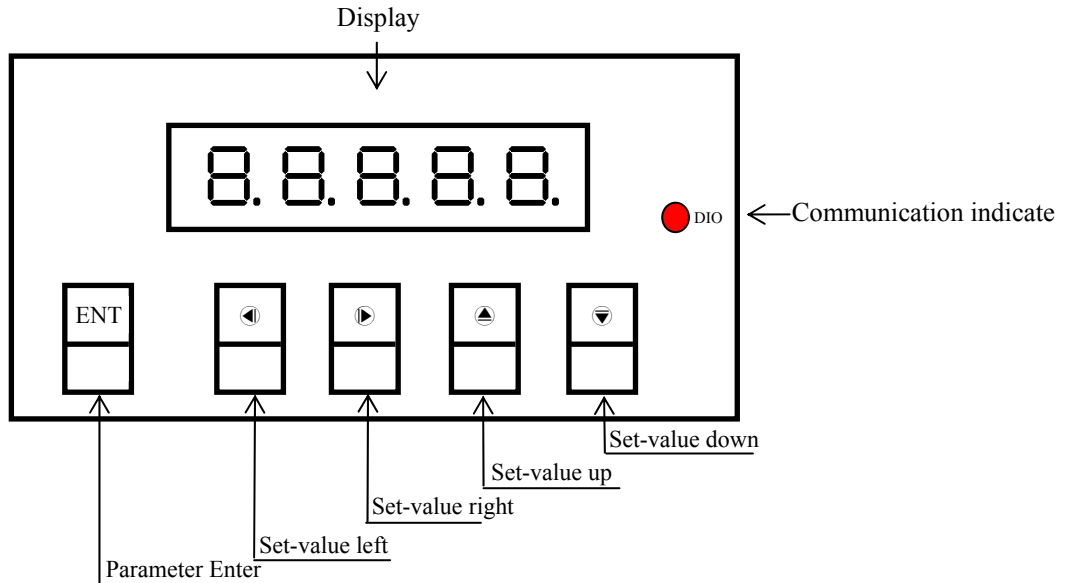 Display
8.8.8.8.8.
DIO
Communication indicate
ENT
Set-value down
Set-value up
Set-value right
Set-value left
Parameter Enter